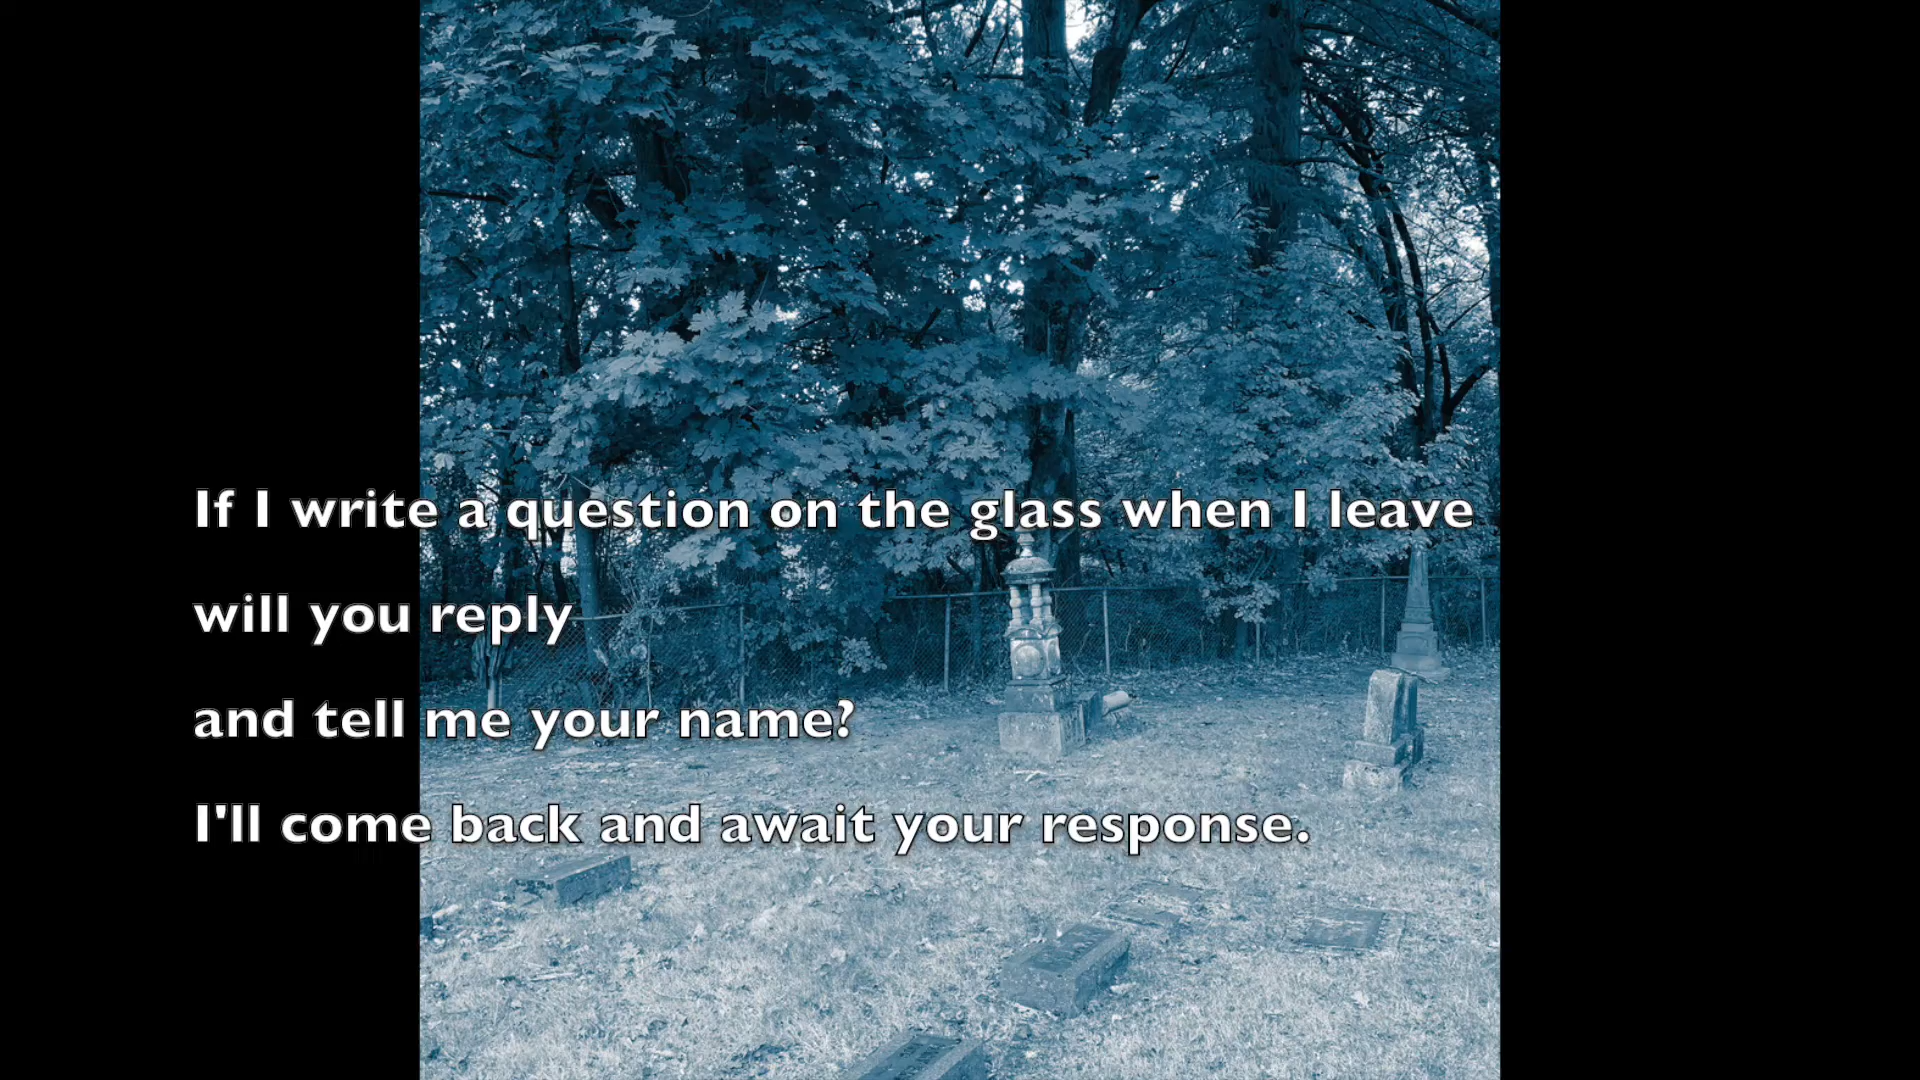 If I write a question on the glass when I leave
will you reply
and tell me your name?
I'll come back and await your response.